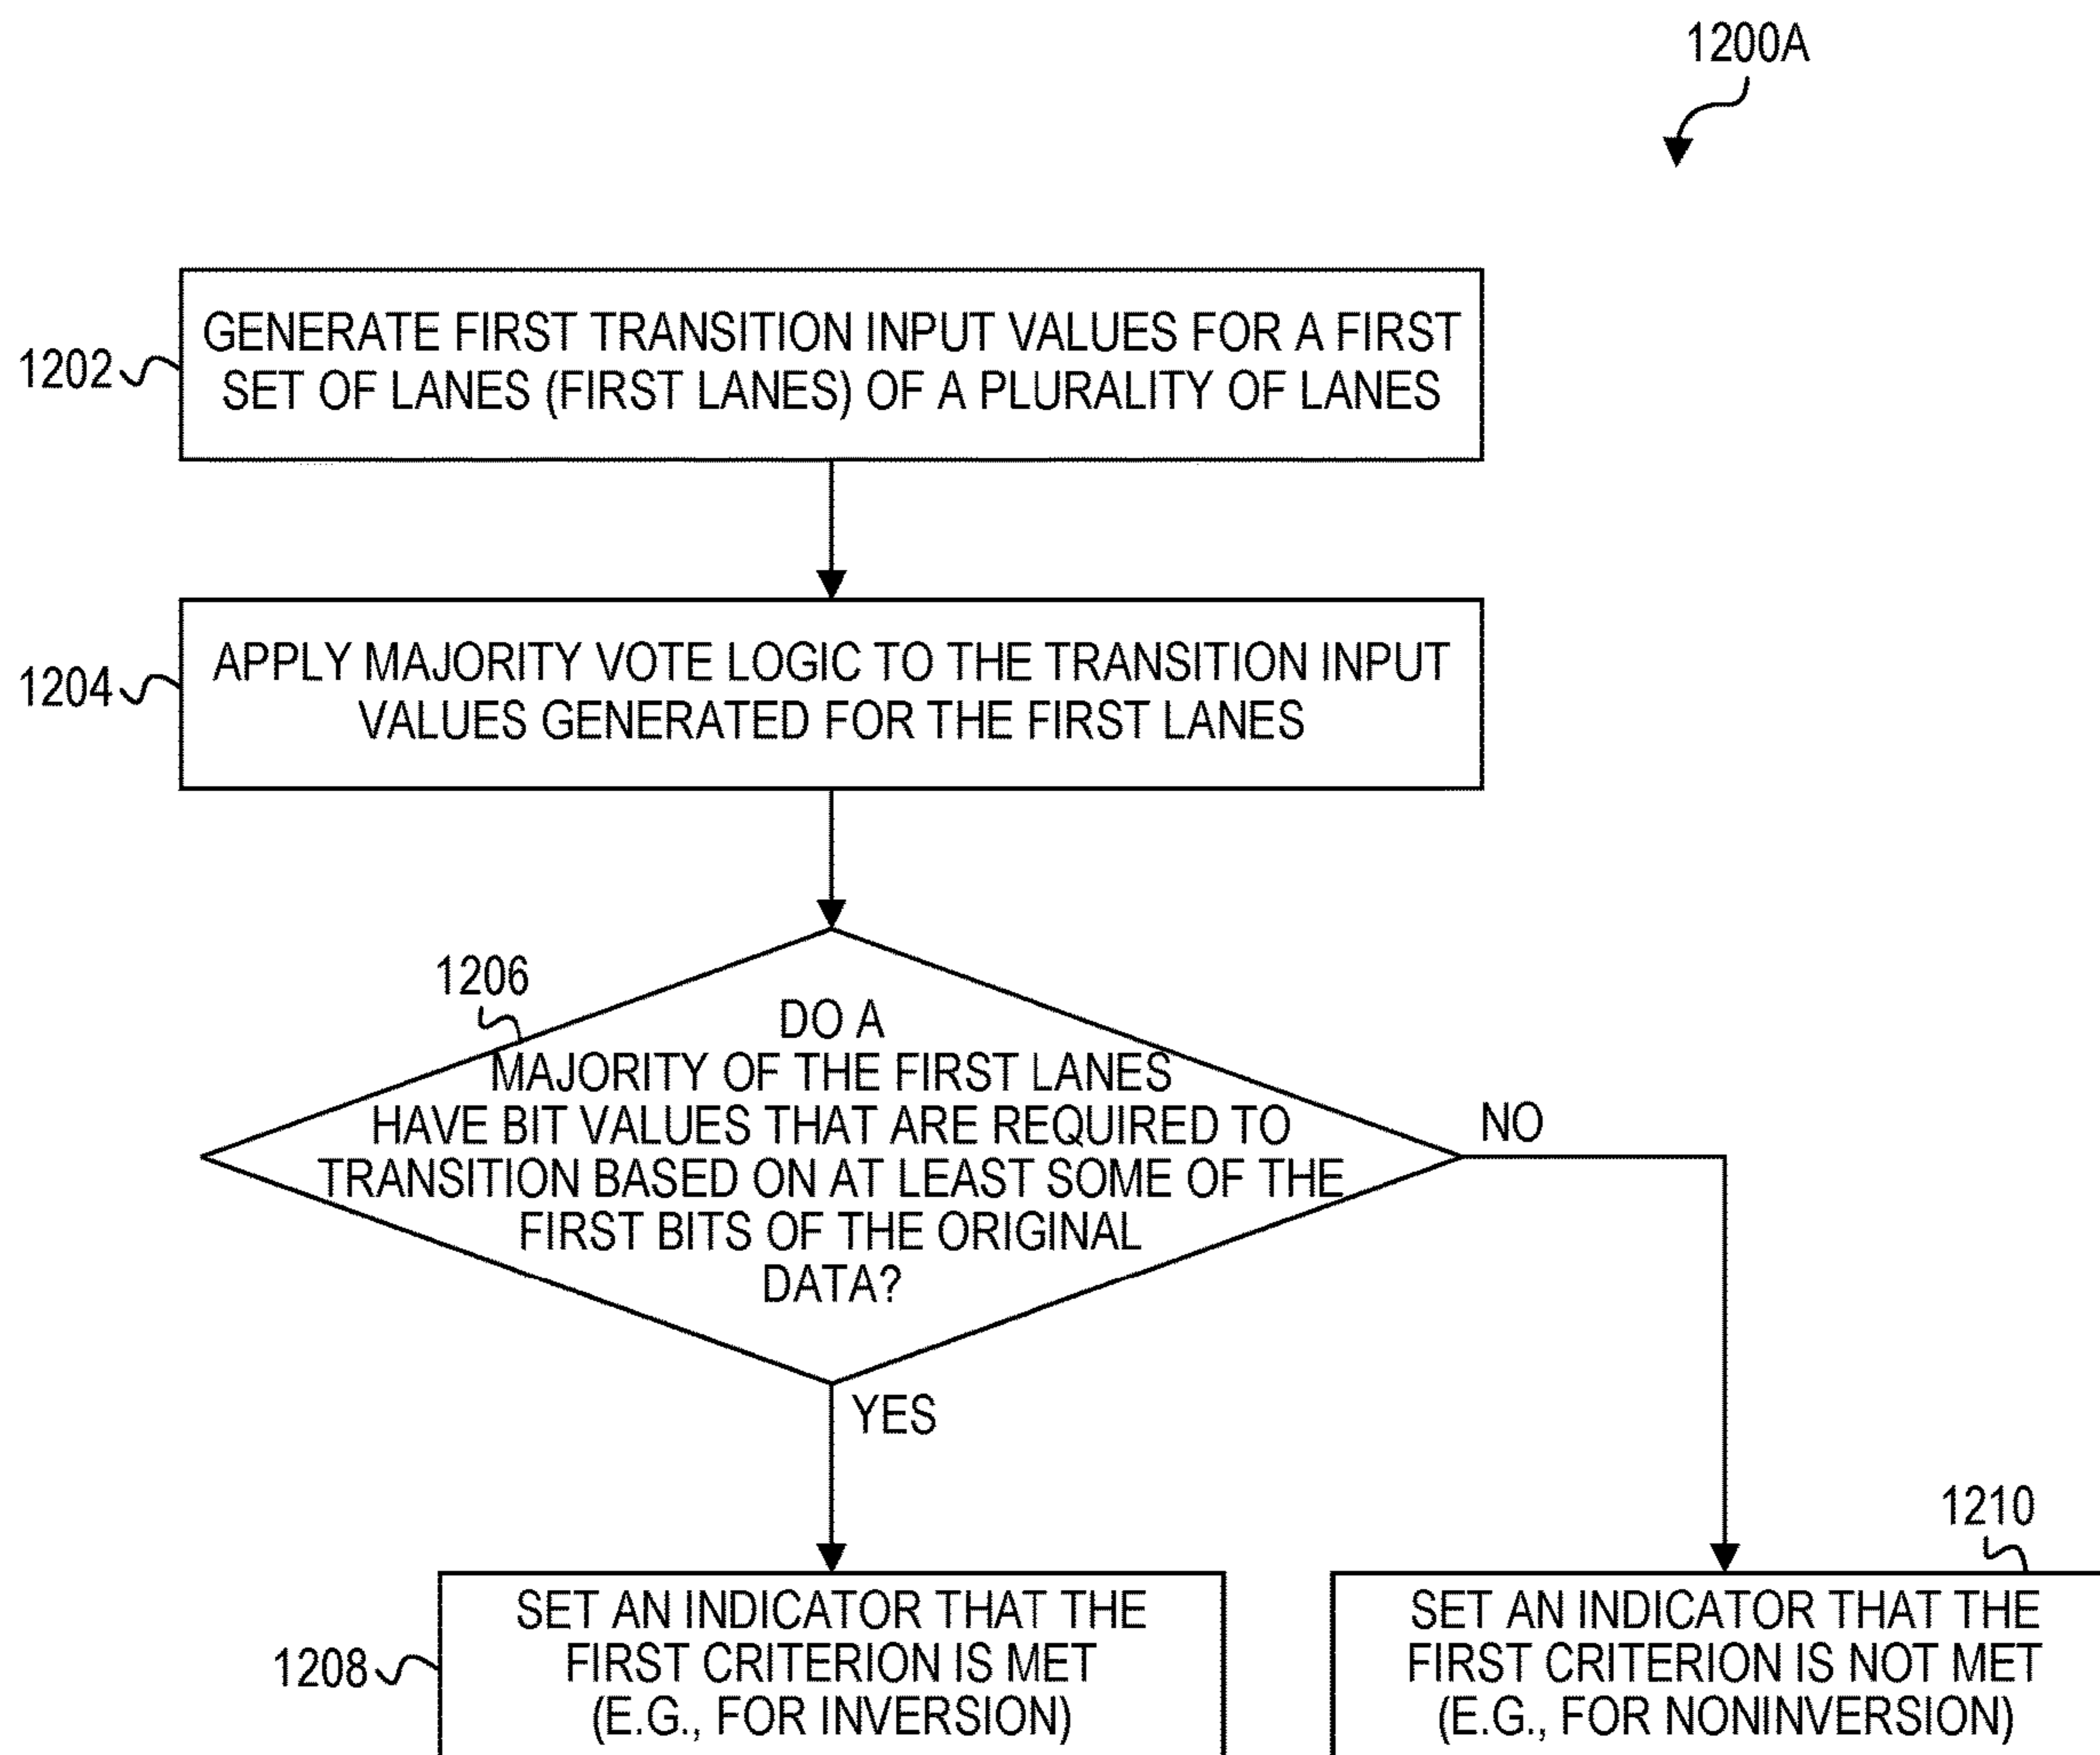 1200A
GENERATE FIRST TRANSITION INPUT VALUES FOR A FIRST
SET OF LANES (FIRST LANES) OF A PLURALITY OF LANES
1202
APPLY MAJORITY VOTE LOGIC TO THE TRANSITION INPUT
VALUES GENERATED FOR THE FIRST LANES
1204
1206
DO A
MAJORITY OF THE FIRST LANES
HAVE BIT VALUES THAT ARE REQUIRED TO
TRANSITION BASED ON AT LEAST SOME OF THE
FIRST BITS OF THE ORIGINAL
DATA?
NO
YES
1208
SET AN INDICATOR THAT THE
FIRST CRITERION IS MET
(E.G., FOR INVERSION)
1210
SET AN INDICATOR THAT THE
FIRST CRITERION IS NOT MET
(E.G., FOR NONINVERSION)